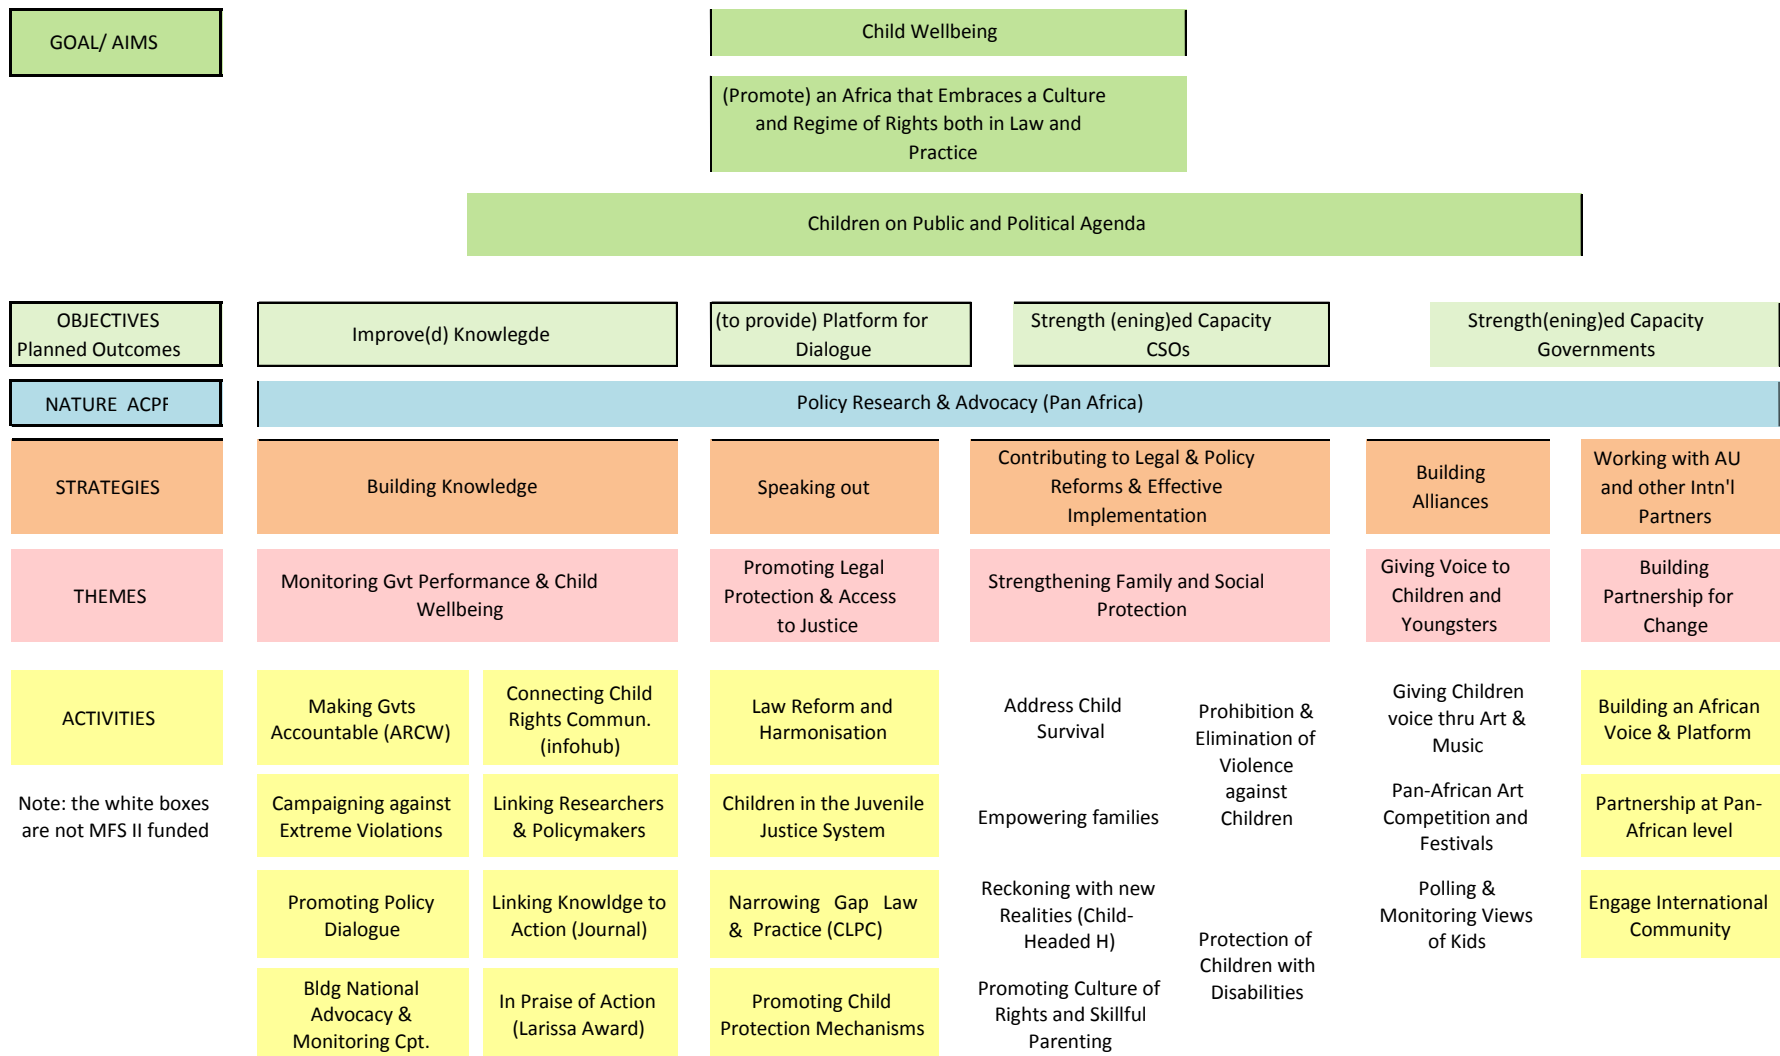 GOAL/ AIMS
Child Wellbeing
(Promote) an Africa that Embraces a Culture
and Regime of Rights both in Law and
Practice
Children on Public and Political Agenda
OBJECTIVES
Planned Outcomes
Improve(d) Knowlegde
(to provide) Platform for
Dialogue
Strength (ening)ed Capacity
CSOs
Strength(ening)ed Capacity
Governments
NATURE ACPF
Policy Research & Advocacy (Pan Africa)
STRATEGIES
Building Knowledge
Speaking out
Contributing to Legal & Policy
Reforms & Effective
Implementation
Building
Alliances
Working with AU
and other Intn'l
Partners
THEMES
Monitoring Gvt Performance & Child
Wellbeing
Promoting Legal
Protection & Access
to Justice
Strengthening Family and Social
Protection
Giving Voice to
Children and
Youngsters
Building
Partnership for
Change
ACTIVITIES
Making Gvts
Accountable (ARCW)
Connecting Child
Rights Commun.
(infohub)
Law Reform and
Harmonisation
Address Child
Survival
Prohibition &
Elimination of
Violence
against
Children
Giving Children
voice thru Art &
Music
Building an African
Voice & Platform
Note: the white boxes
are not MFS II funded
Campaigning against
Extreme Violations
Linking Researchers
& Policymakers
Children in the Juvenile
Justice System
Empowering families
Pan-African Art
Competition and
Festivals
Partnership at Pan-
African level
Promoting Policy
Dialogue
Linking Knowldge to
Action (Journal)
Narrowing Gap Law
& Practice (CLPC)
Reckoning with new
Realities (Child-
Headed H)
Protection of
Children with
Disabilities
Polling &
Monitoring Views
of Kids
Engage International
Community
Bldg National
Advocacy &
Monitoring Cpt.
In Praise of Action
(Larissa Award)
Promoting Child
Protection Mechanisms
Promoting Culture of
Rights and Skillful
Parenting